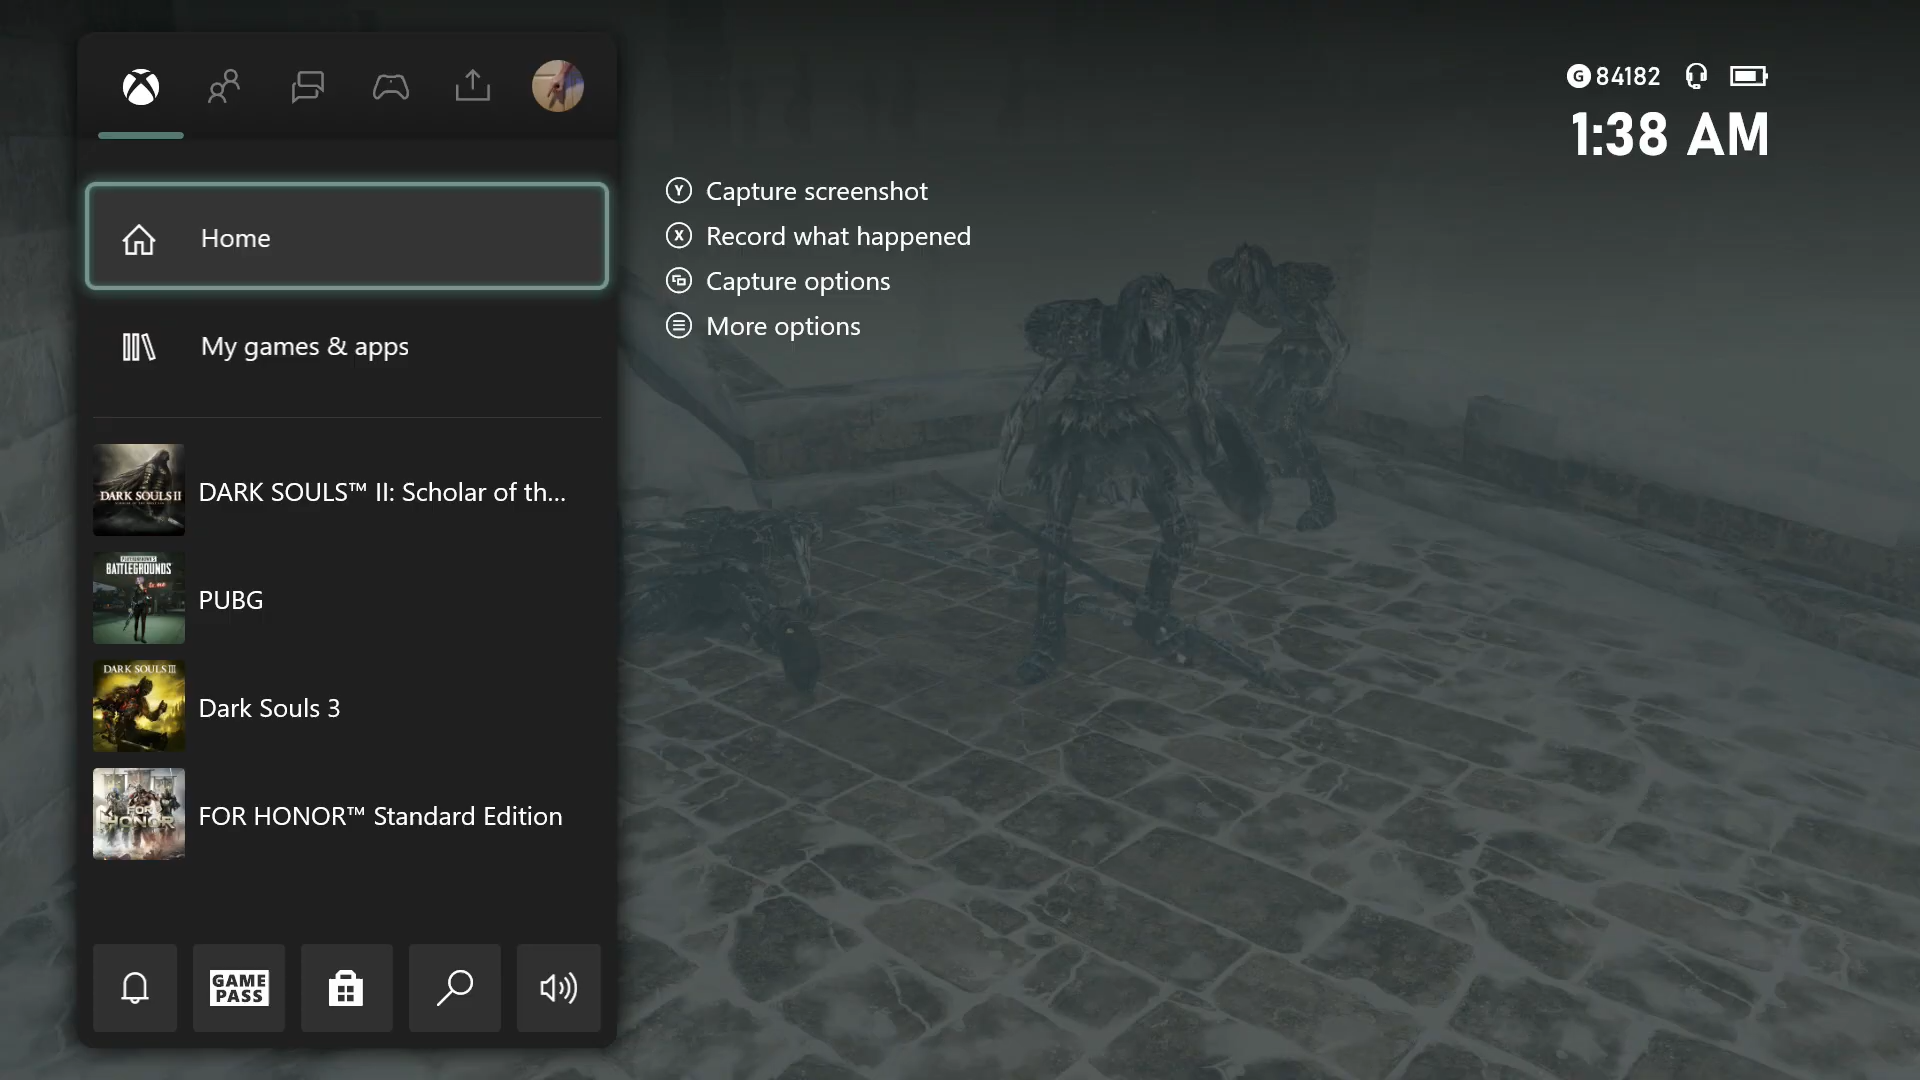 G 84182
1:38 AM
Home
My games & apps
Y Capture screenshot
X Record what happened
Capture options
More options
DARK SOULS II
DARK SOULS™ II: Scholar of th...
BATTLEGROUNDS
PUBG
DARK SOULS III
Dark Souls 3
FOR HONOR
FOR HONOR™ Standard Edition
GAME PASS